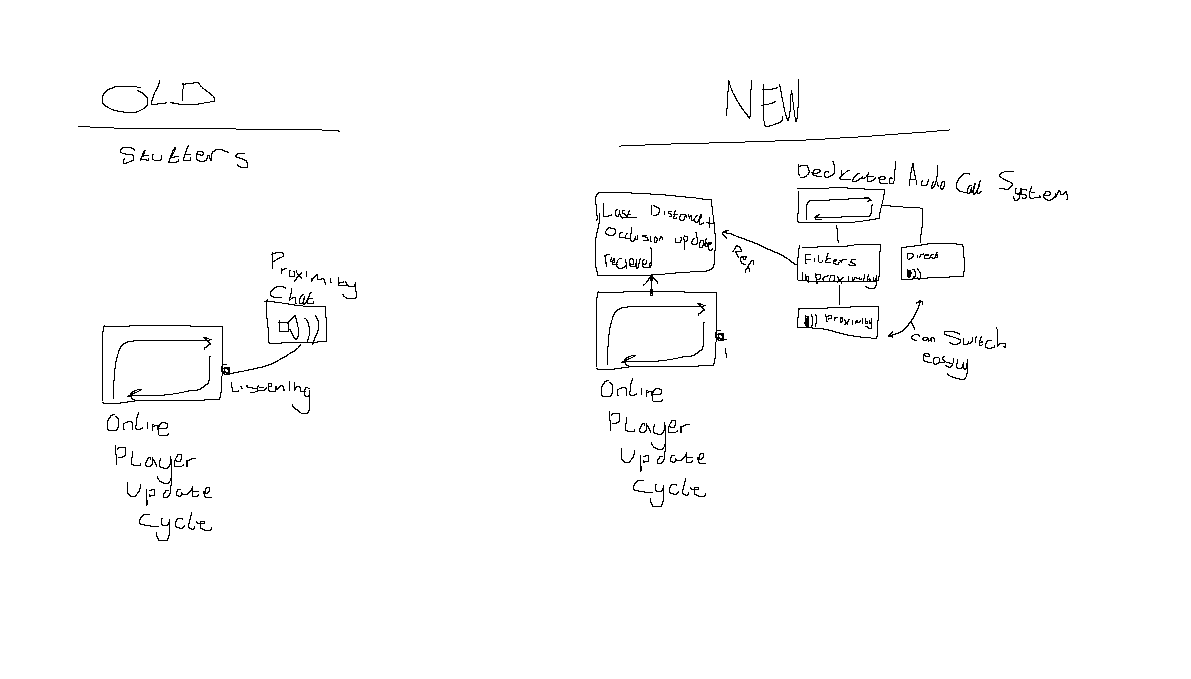 OLD
Stutters
Proximity
Chat
Listening
Online
Player
Update
Cycle
NEW
Dedicated Audio Call System
Last Distance +
Occlusion update
recieved
Ref
Filters
in proximity
Direct
Proximity
can Switch
easily
Online
Player
Update
Cycle